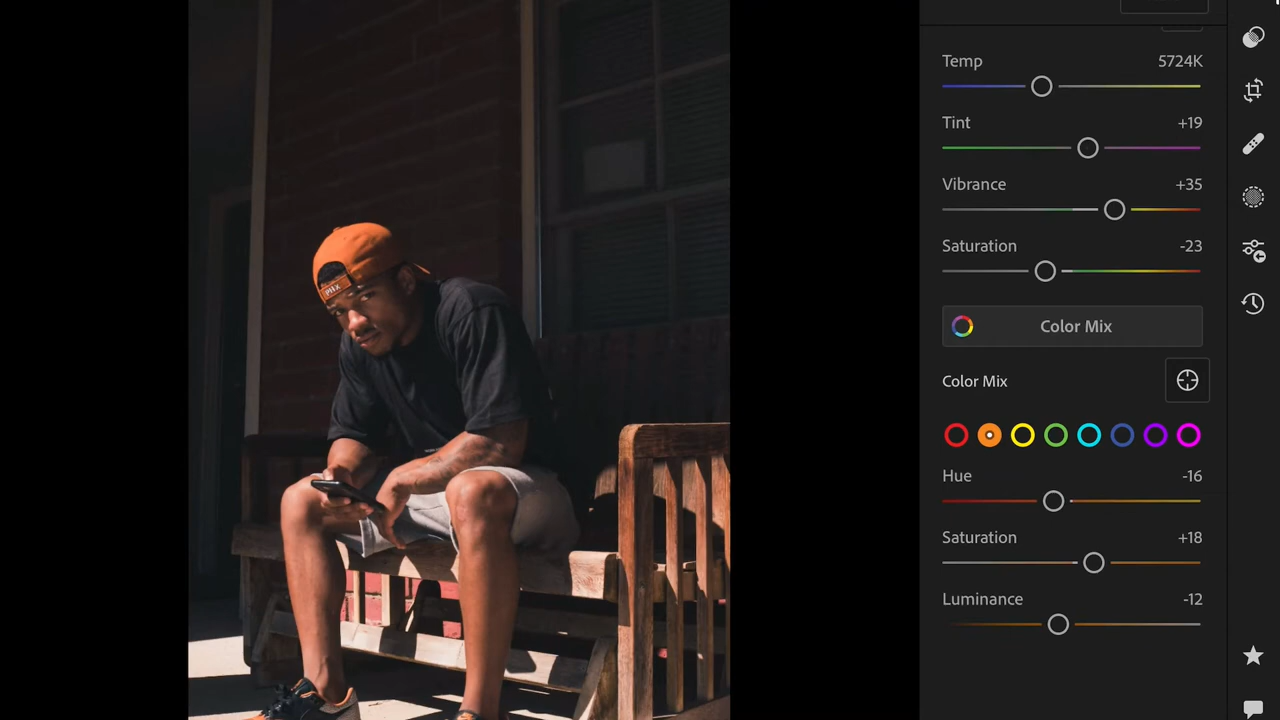 Temp 5724K
Tint +19
Vibrance +35
Saturation -23
Color Mix
Color Mix
Hue -16
Saturation +18
Luminance -12